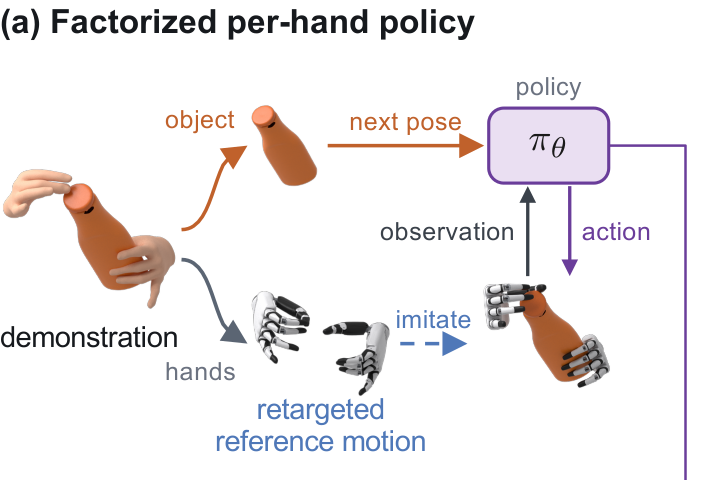 (a) Factorized per-hand policy
policy
object
next pose
πθ
observation
action
demonstration
imitate
hands
retargeted
reference motion